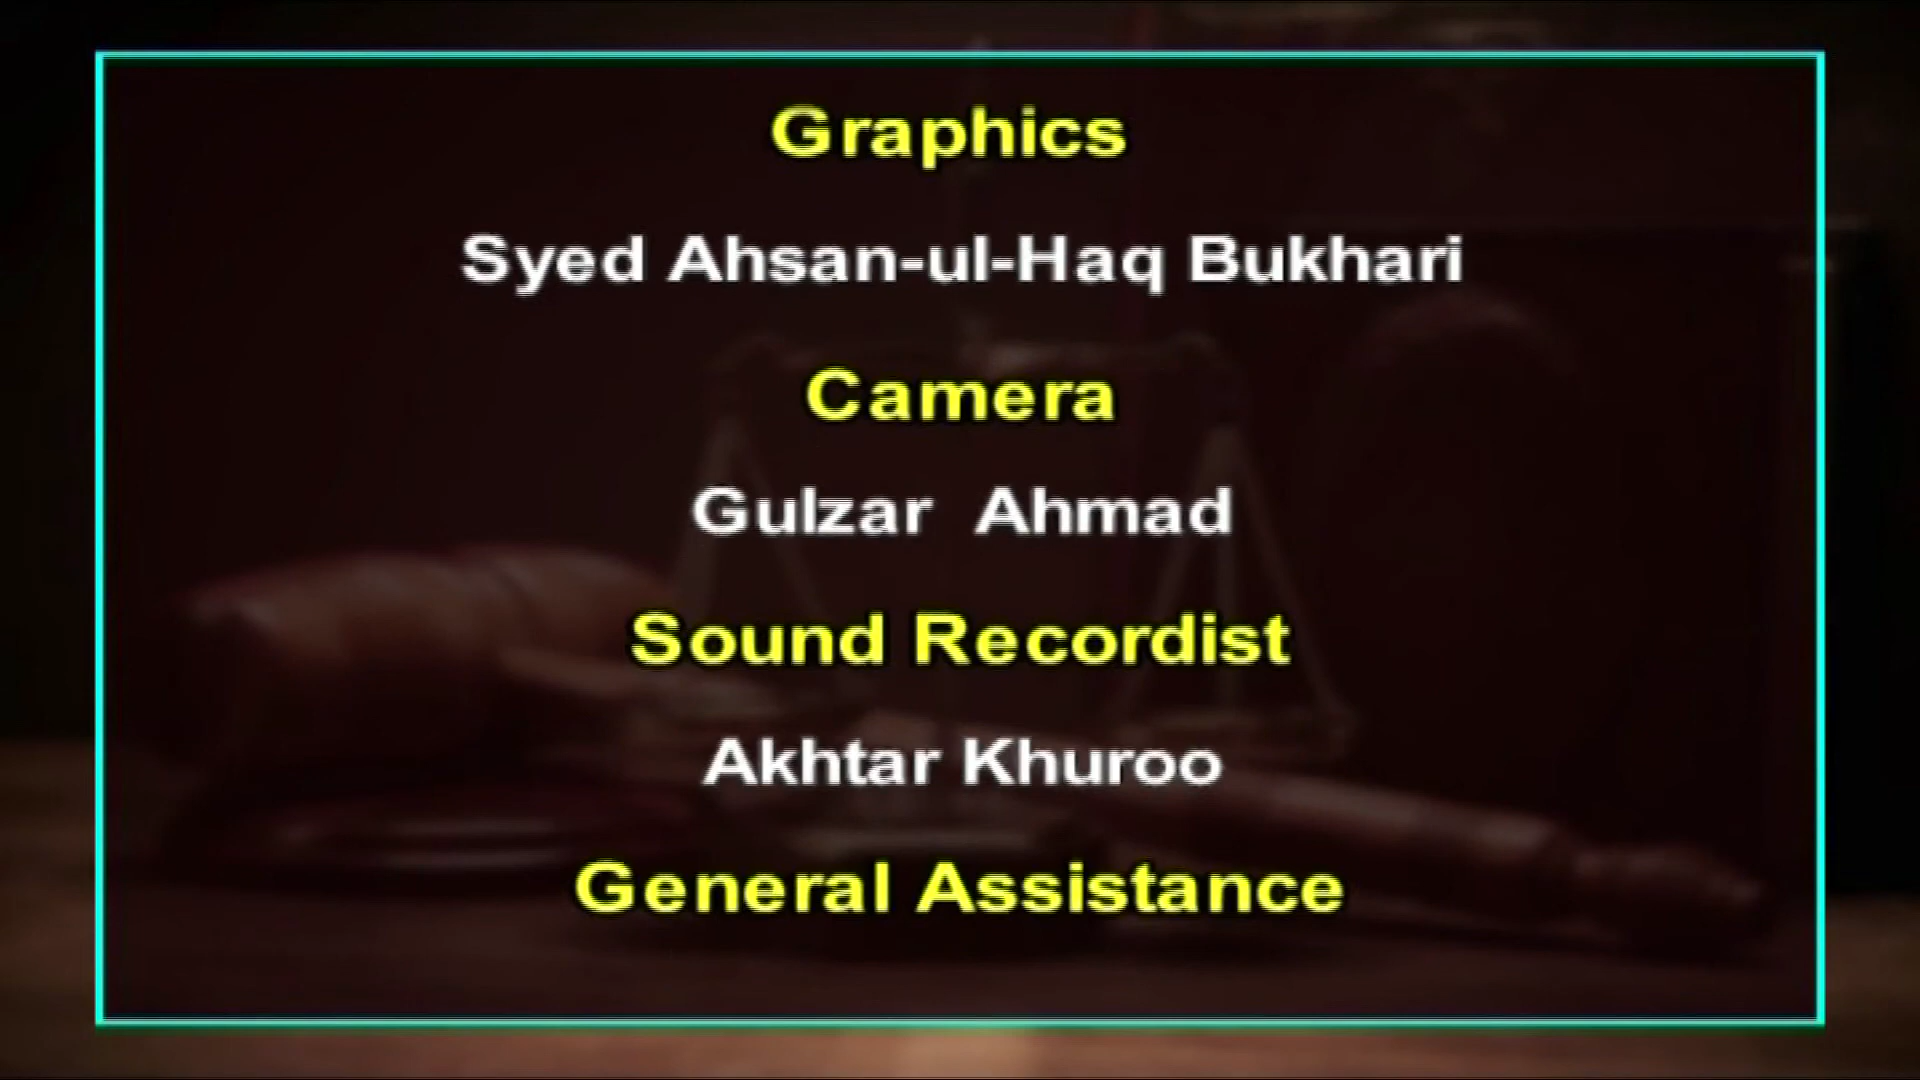 Graphics
Syed Ahsan-ul-Haq Bukhari
Camera
Gulzar Ahmad
Sound Recordist
Akhtar Khuroo
General Assistance